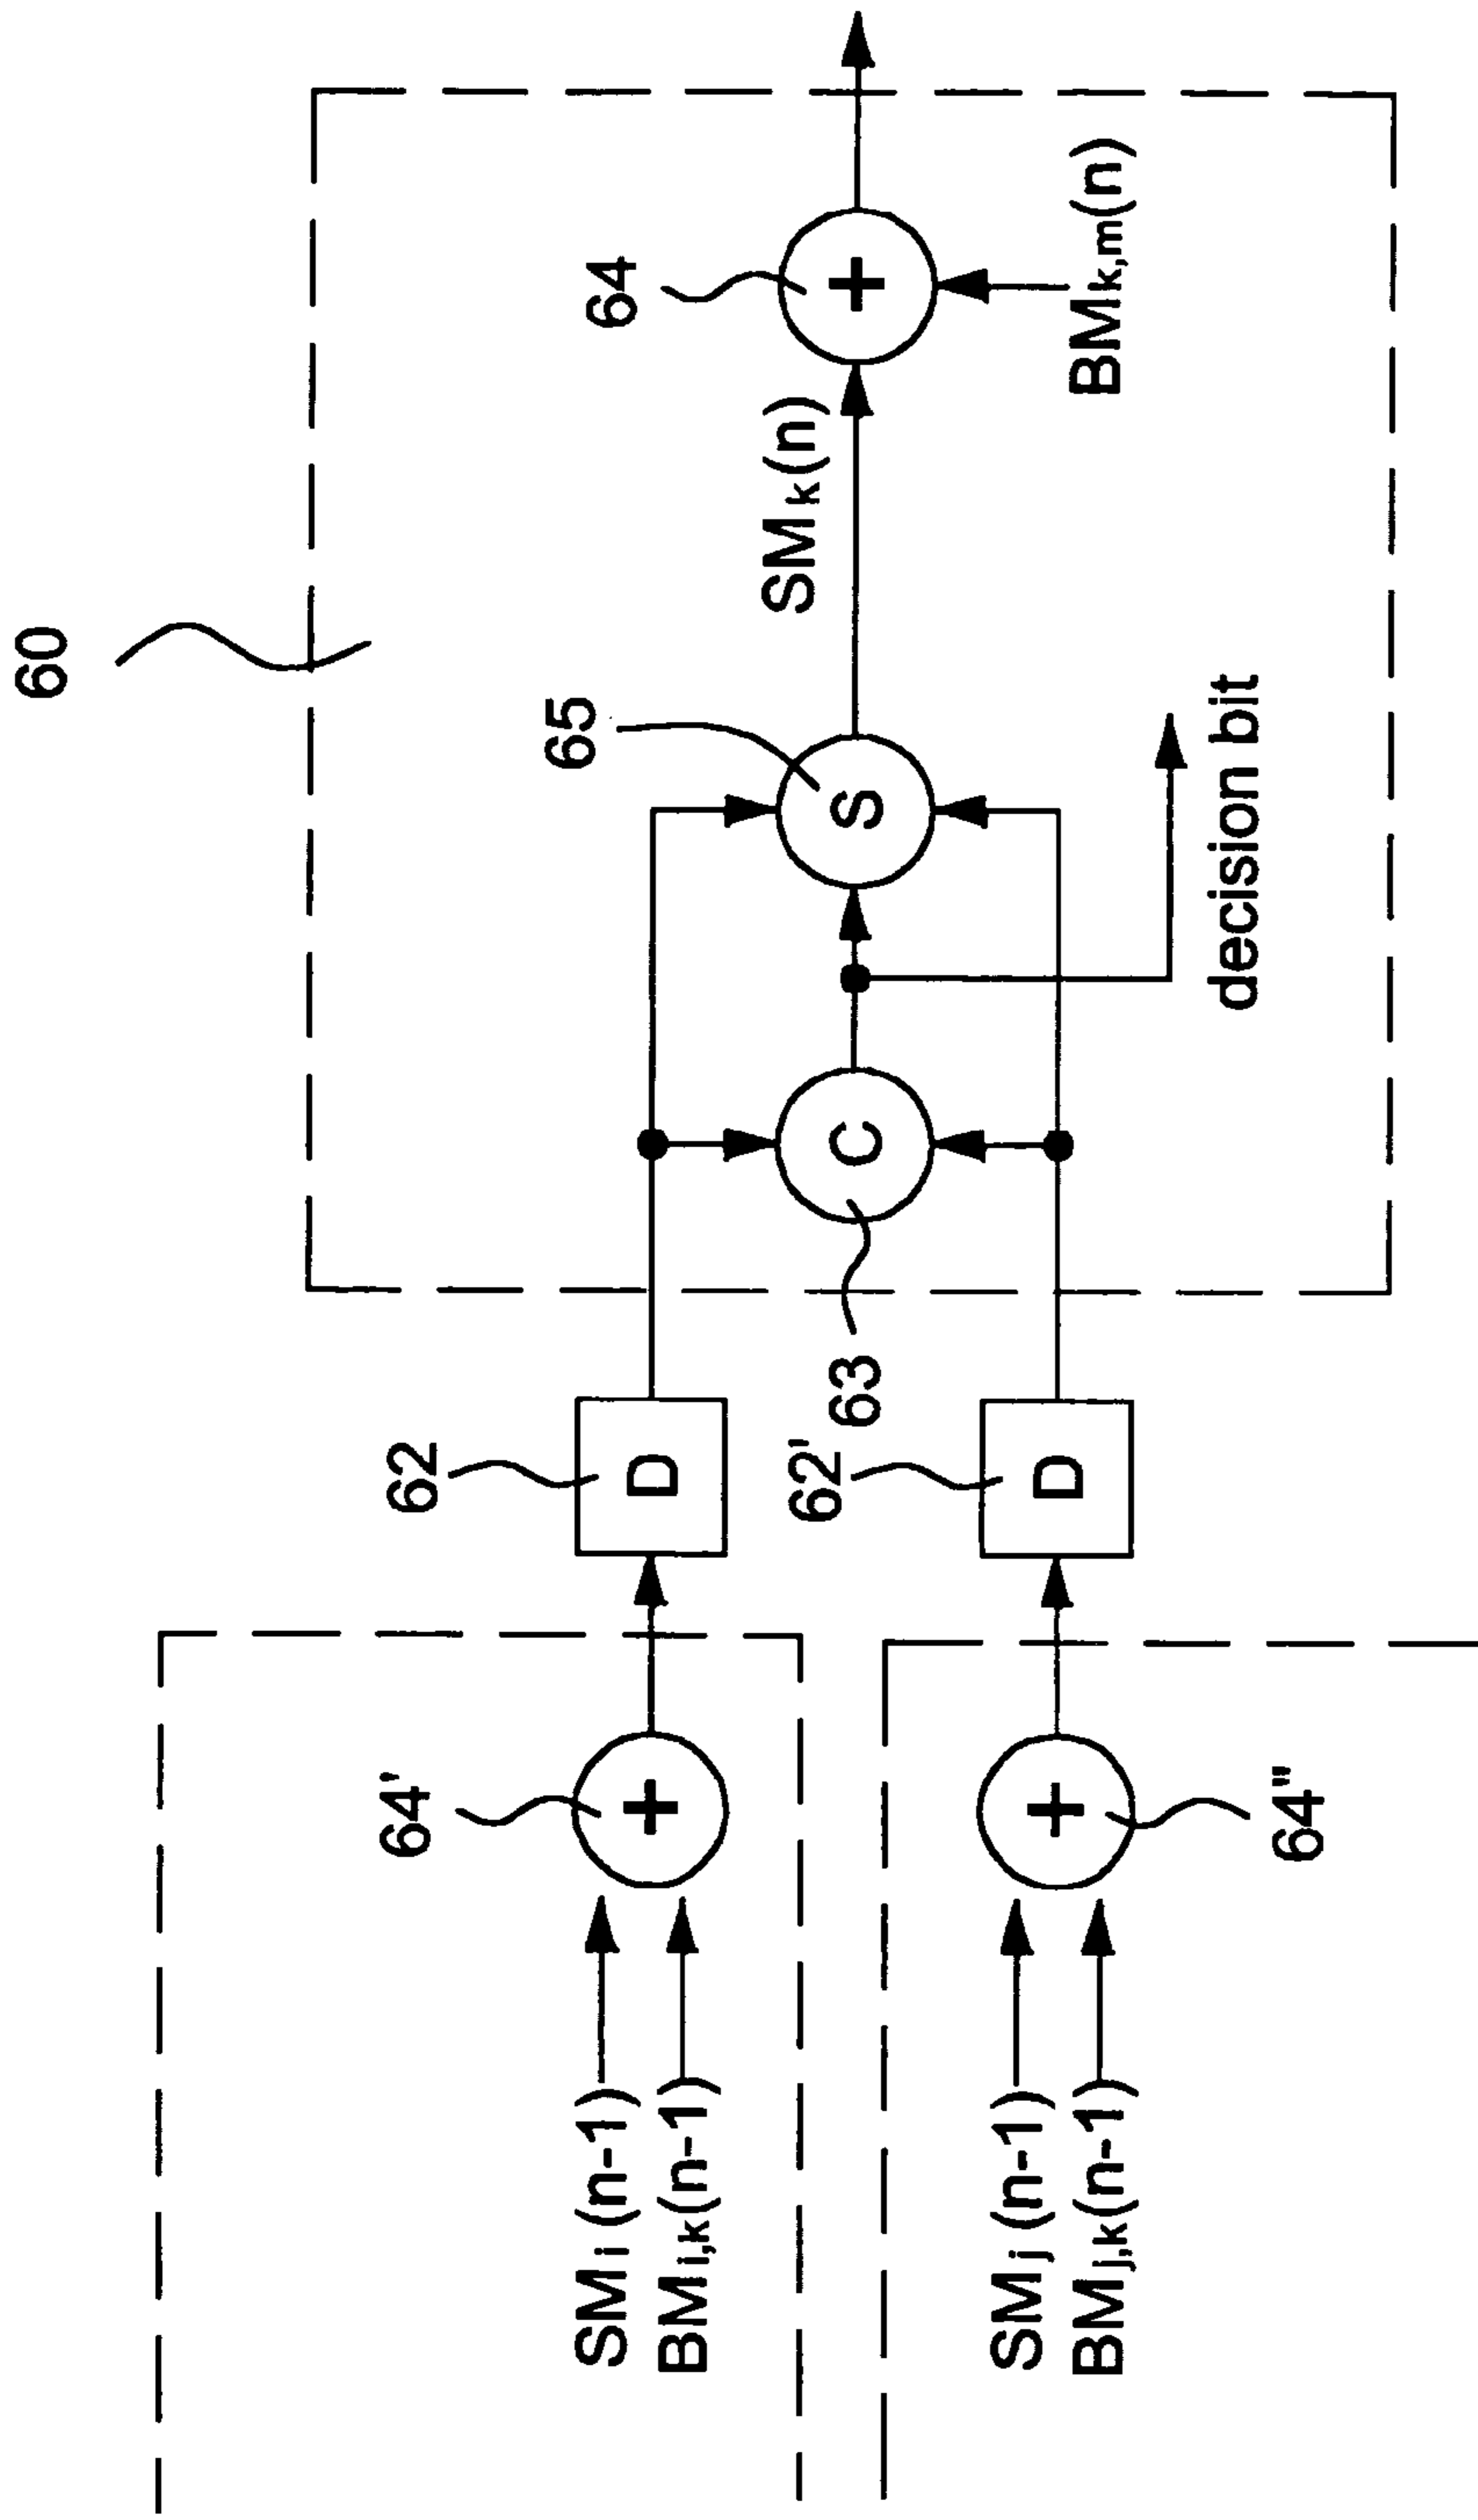 60
64'
SMi(n-1)
BMi,k(n-1)
62
D
65
64
SMk(n)
62'
63
C
S
+
+
SMj(n-1)
BMj,k(n-1)
+
D
BMk,m(n)
decision bit
64"